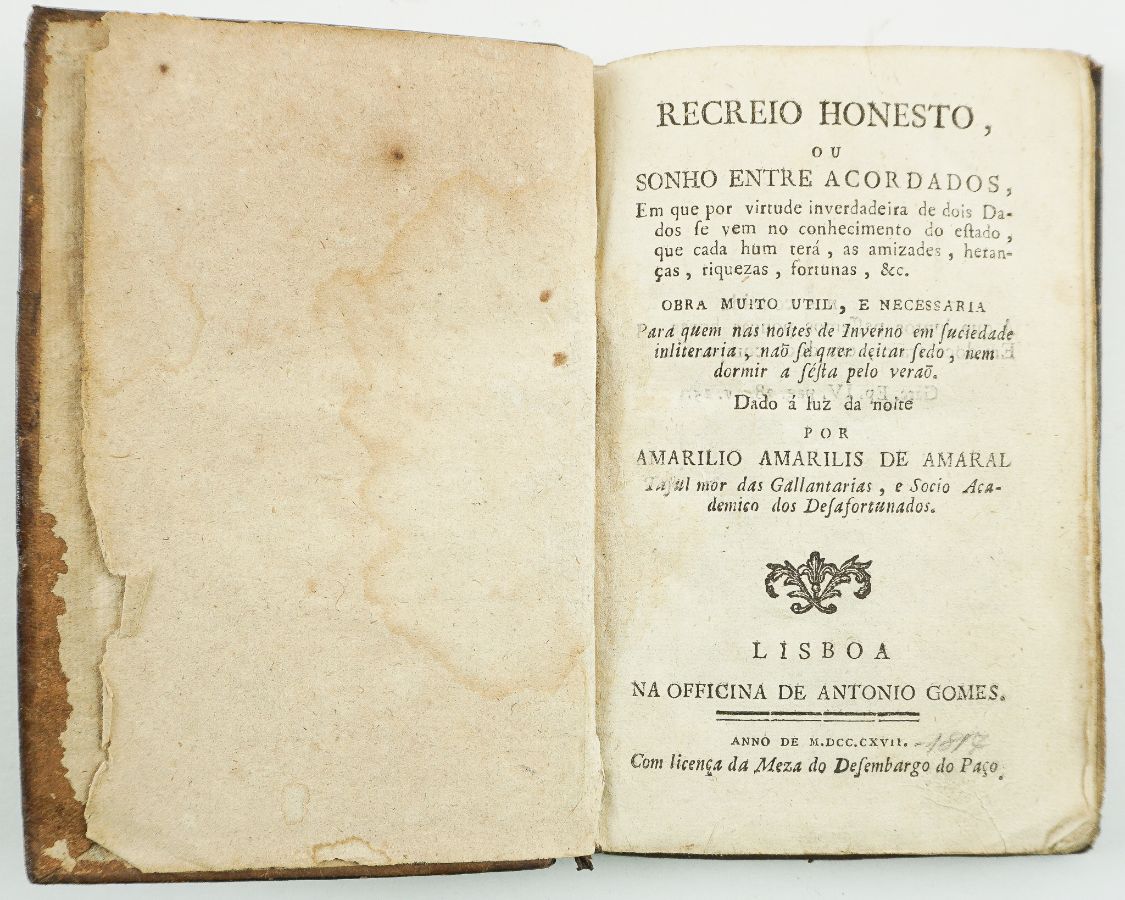 RECREIO HONESTO,
OU
SONHO ENTRE ACORDADOS,
Em que por virtude inverdadeira de dois Da-
dos ſe vem no conhecimento do eſtado,
que cada hum terá, as amizades, heran-
ças, riquezas, fortunas, &c.
OBRA MUITO UTIL, E NECESSARIA
Para quem nas noites de Inverno em ſuciedade
inliteraria, naõ ſe quer deitar ſedo, nem
dormir a ſéſta pelo veraõ.
Dado á luz da noite
POR
AMARILIO AMARILIS DE AMARAL
Taful mor das Gallantarias, e Socio Aca-
demico dos Deſafortunados.
LISBOA
NA OFFICINA DE ANTONIO GOMES.
ANNO DE M.DCC.CXVII. -1817
Com licença da Meza do Deſembargo do Paço.